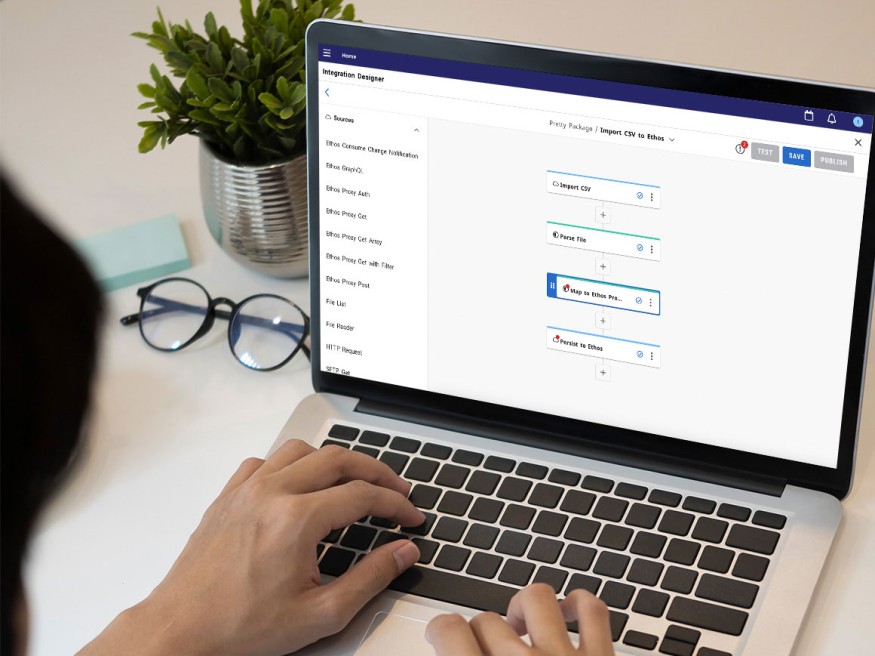 Home
Integration Designer
Sources
Ethos Consume Change Notification
Ethos GraphQL
Ethos Proxy Auth
Ethos Proxy Get
Ethos Proxy Get Array
Ethos Proxy Get with Filter
Ethos Proxy Post
File List
File Reader
HTTP Request
SFTP Get
Pretty Package / Import CSV to Ethos
TEST
SAVE
PUBLISH
Import CSV
Parse File
Map to Ethos Pro...
Persist to Ethos